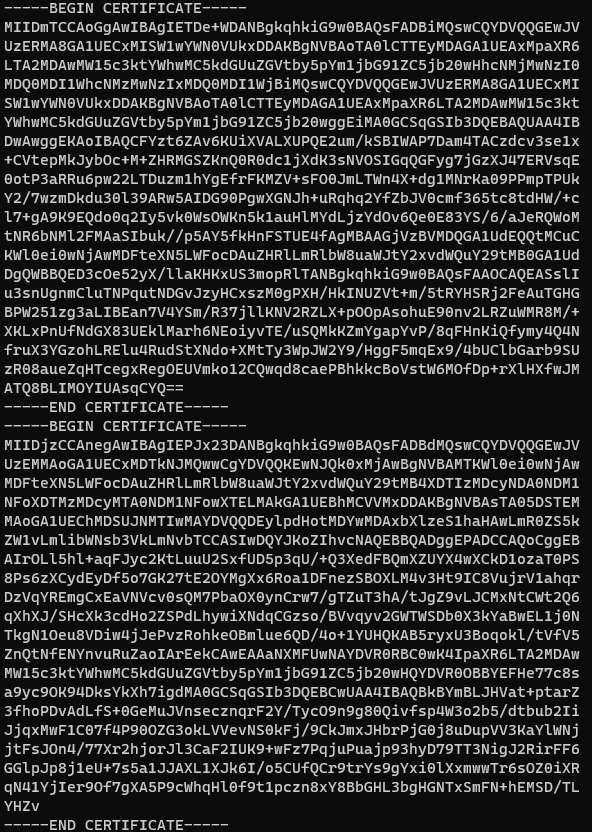 -----BEGIN CERTIFICATE-----
MIIDmTCCAoGgAwIBAgIETDe+WDANBgkqhkiG9w0BAQsFADBiMQswCQYDVQQGEwJV
UzERMA8GA1UECxMISW1wYWN0VUkxDDAKBgNVBAoTA0lCTTEyMDAGA1UEAxMpaXR6
LTA2MDAwMW15c3ktYWhwMC5kdGUuZGVtby5pYm1jbG91ZC5jb20wHhcNMjMwNzI0
MDQ0MDI1WhcNMzMwNzIxMDQ0MDI1WjBiMQswCQYDVQQGEwJVUzERMA8GA1UECxMI
SW1wYWN0VUkxDDAKBgNVBAoTA0lCTTEyMDAGA1UEAxMpaXR6LTA2MDAwMW15c3kt
YWhwMC5kdGUuZGVtby5pYm1jbG91ZC5jb20wggEiMA0GCSqGSIb3DQEBAQUAA4IB
DwAwggEKAoIBAQCFYzt6ZAv6KUiXVALXUPQE2um/kSBIWAP7Dam4TACzdcv3se1x
+CVtepMkJybOc+M+ZHRMGSZKnQ0R0dc1jXdK3sNVOSIGqQGFyg7jGzXJ47ERVsqE
0otP3aRRu6pw22LTDuzm1hYgEfrFKMZV+sFO0JmLTWn4X+dg1MNrKa09PPmpTPUk
Y2/7wzmDkdu30l39ARw5AIDG90PgwXGNJh+uRqhq2YfZbJV0cmf365tc8tdHW/+c
l7+gA9K9EQdo0q2Iy5vk0WsOWKn5k1auHlMYdLjzYdOv6Qe0E83YS/6/aJeRQWoM
tNR6bNMl2FMAaSIbuk//p5AY5fkHnFSTUE4fAgMBAAGjVzBVMDQGA1UdEQQtMCuC
KWl0ei0wNjAwMDFteXN5LWFocDAuZHRlLmRlbW8uaWJtY2xvdWQuY29tMB0GA1Ud
DgQWBBQED3cOe52yX/llaKHKxUS3mopRlTANBgkqhkiG9w0BAQsFAAOCAQEASslI
u3snUgnmCluTNPqutNDGvJzyHCxszM0gPXH/HkINUZVt+m/5tRYHSRj2FeAuTGHG
BPW251zg3aLIBEan7V4YSm/R37jllKNV2RZLX+pOOpAsohuE90nv2LRZuWMR8M/+
XKLxPnUfNdGX83UEklMarh6NEoiyvTE/uSQMkKZmYgapYvP/8qFHnKiQfymy4Q4N
fruX3YGzohLRElu4RudStXNdo+XMtTy3WpJW2Y9/HggF5mqEx9/4bUClbGarb9SU
zR08aueZqHTcegxRegOEUVmko12CQwqd8caePBhkkcBoVstW6MOfDp+rXlHXfwJM
ATQ8BLIMOYIUAsqCYQ==
-----END CERTIFICATE-----
-----BEGIN CERTIFICATE-----
MIIDjzCCAnegAwIBAgIEPJx23DANBgkqhkiG9w0BAQsFADBdMQswCQYDVQQGEwJV
UzEMMAoGA1UECxMDTkNJMQwwCgYDVQQKEwNJQk0xMjAwBgNVBAMTKWl0ei0wNjAw
MDFteXN5LWFocDAuZHRlLmRlbW8uaWJtY2xvdWQuY29tMB4XDTIzMDcyNDA0NDM1
NFoXDTMzMDcyMTA0NDM1NFowXTELMAkGA1UEBhMCVVMxDDAKBgNVBAsTA05DSTEM
MAoGA1UEChMDSUJNMTIwMAYDVQQDEylpdHotMDYwMDAxbXlzeS1haHAwLmR0ZS5k
ZW1vLmlibWNsb3VkLmNvbTCCASIwDQYJKoZIhvcNAQEBBQADggEPADCCAQoCggEB
AIrOLl5hl+aqFJyc2KtLuuU2SxfUD5p3qU/+Q3XedFBQmXZUYX4wXCkD1ozaT0PS
8Ps6zXCydEyDf5o7GK27tE2OYMgXx6Roa1DFnezSBOXLM4v3Ht9IC8VujrV1ahqr
DzVqYREmgCxEaVNVcv0sQM7PbaOX0ynCrw7/gTZuT3hA/tJgZ9vLJCMxNtCWt2Q6
qXhXJ/SHcXk3cdHo2ZSPdLhywiXNdqCGzso/BVvqyv2GWTWSDb0X3kYaBwEL1j0N
TkgN1Oeu8VDiw4jJePvzRohkeOBmlue6QD/4o+1YUHQKAB5ryxU3Boqokl/tVfV5
ZnQtNfENYnvuRuZaoIArEekCAwEAAaNXMFUwNAYDVR0RBC0wK4IpaXR6LTA2MDAw
MW15c3ktYWhwMC5kdGUuZGVtby5pYm1jbG91ZC5jb20wHQYDVR0OBBYEFHe77c8s
a9yc9OK94DksYkXh7igdMA0GCSqGSIb3DQEBCwUAA4IBAQBkBYmBLJHVat+ptarZ
3fhoPDvAdLfS+0GeMuJVnsecznqrF2Y/TycO9n9g80Qivfsp4W3o2b5/dtbub2Ii
JjqxMwF1C07f4P90OZG3okLVVevNS0kfj/9CkJmxJHbrPjG0j8uDupVV3KaYlWNj
jtFsJOn4/77Xr2hjorJl3CaF2IUK9+wFz7PqjuPuajp93hyD79TT3NigJ2RirFF6
GGlpJp8j1eU+7s5a1JJAXL1XJk6I/o5CUfQCr9trYs9gYxi0lXxmwwTr6sOZ0iXR
qN41YjIer9Of7gXA5P9cWhqHl0f9t1pczn8xY8BbGHL3bgHGNTxSmFN+hEMSD/TL
YHZv
-----END CERTIFICATE-----